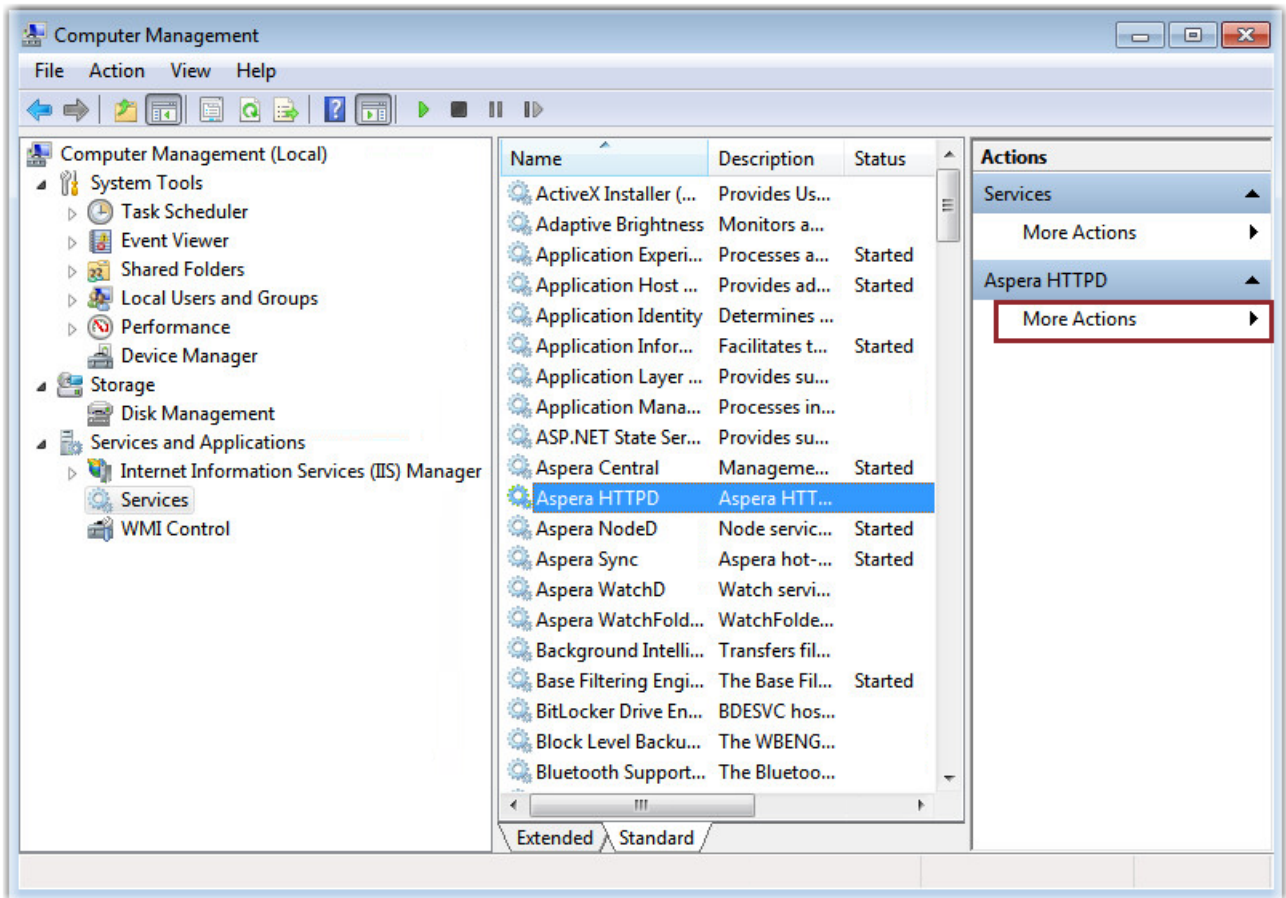 Computer Management
File Action View Help
Computer Management (Local)
System Tools
Task Scheduler
Event Viewer
Shared Folders
Local Users and Groups
Performance
Device Manager
Storage
Disk Management
Services and Applications
Internet Information Services (IIS) Manager
Services
WMI Control
Name Description Status
ActiveX Installer (... Provides Us...
Adaptive Brightness Monitors a...
Application Experi... Processes a... Started
Application Host ... Provides ad... Started
Application Identity Determines ...
Application Infor... Facilitates t... Started
Application Layer ... Provides su...
Application Mana... Processes in...
ASP.NET State Ser... Provides su...
Aspera Central Manageme... Started
Aspera HTTPD Aspera HTT...
Aspera NodeD Node servic... Started
Aspera Sync Aspera hot-... Started
Aspera WatchD Watch servi...
Aspera WatchFold... WatchFolde...
Background Intelli... Transfers fil...
Base Filtering Engi... The Base Fil... Started
BitLocker Drive En... BDESVC hos...
Block Level Backu... The WBENG...
Bluetooth Support... The Bluetoo...
Extended Standard
Actions
Services
More Actions
Aspera HTTPD
More Actions